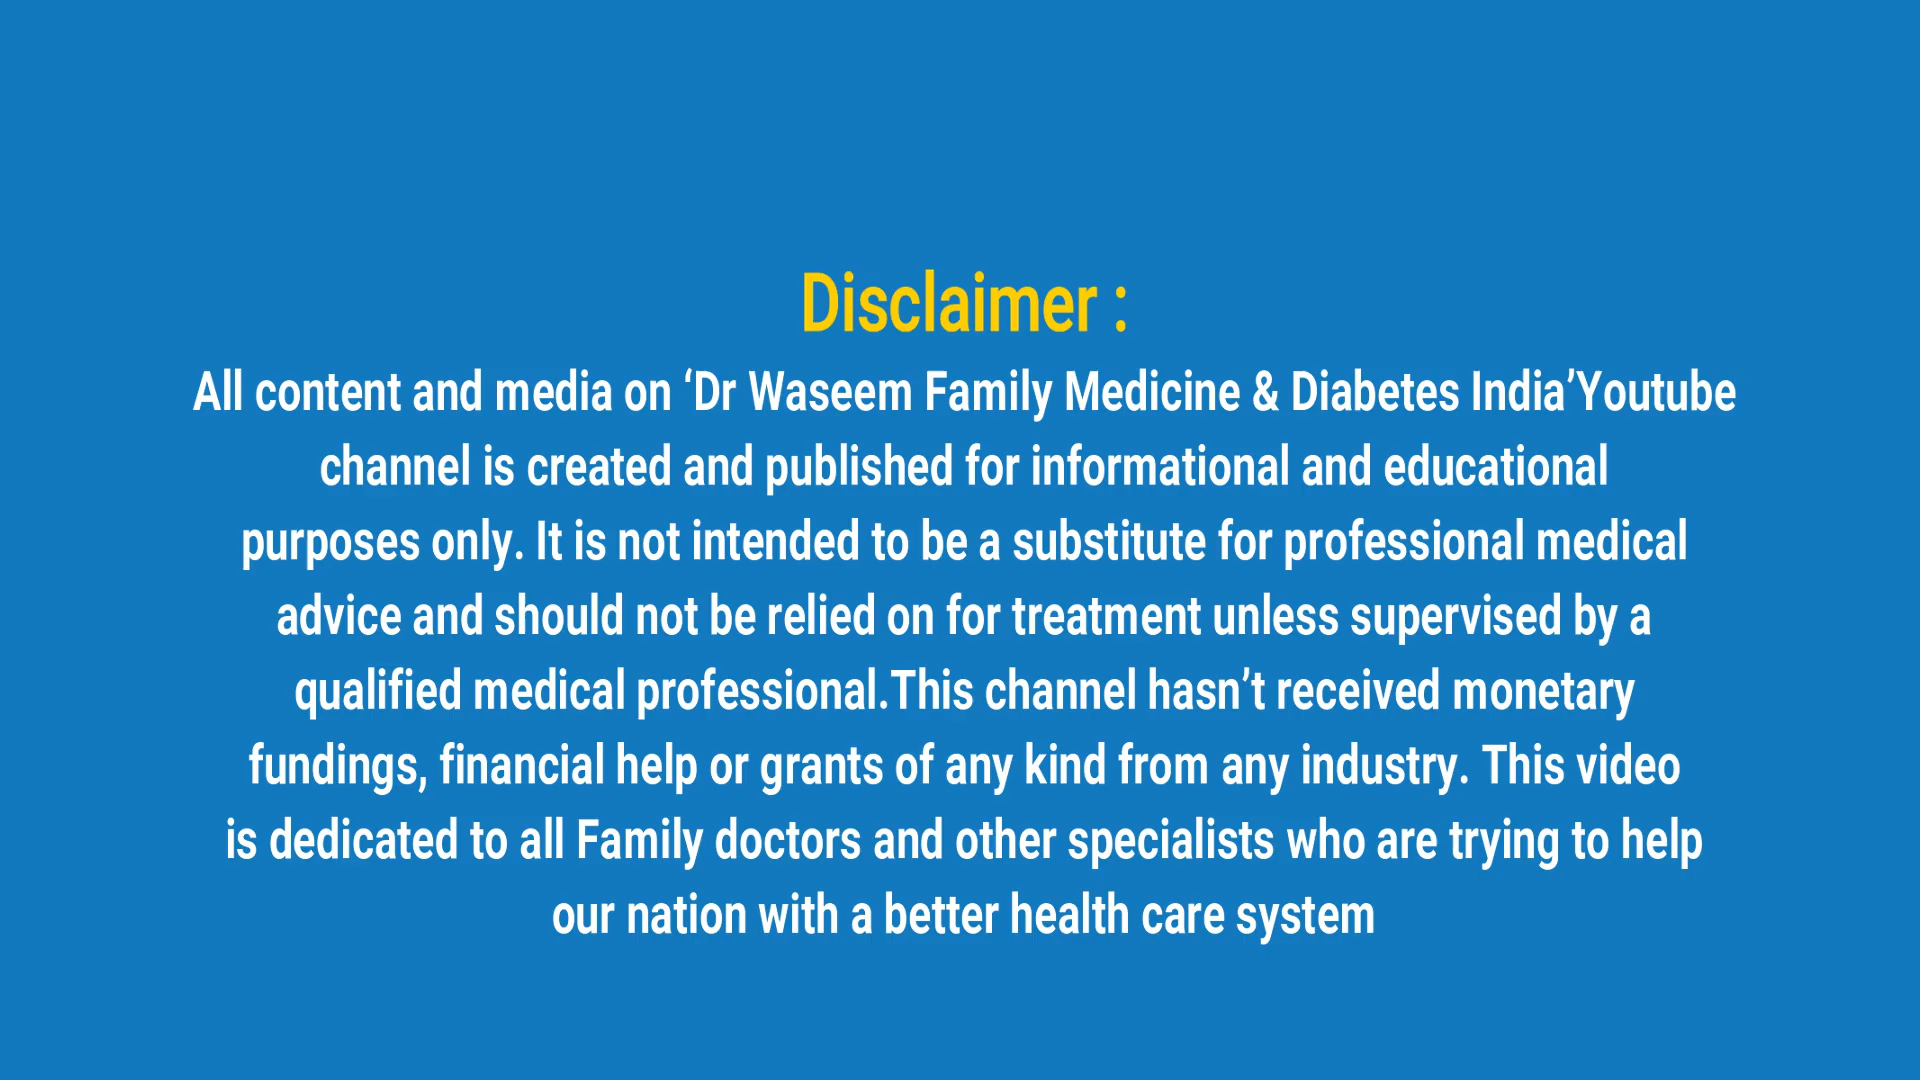 Disclaimer :
All content and media on ‘Dr Waseem Family Medicine & Diabetes India’Youtube
channel is created and published for informational and educational
purposes only. It is not intended to be a substitute for professional medical
advice and should not be relied on for treatment unless supervised by a
qualified medical professional.This channel hasn’t received monetary
fundings, financial help or grants of any kind from any industry. This video
is dedicated to all Family doctors and other specialists who are trying to help
our nation with a better health care system